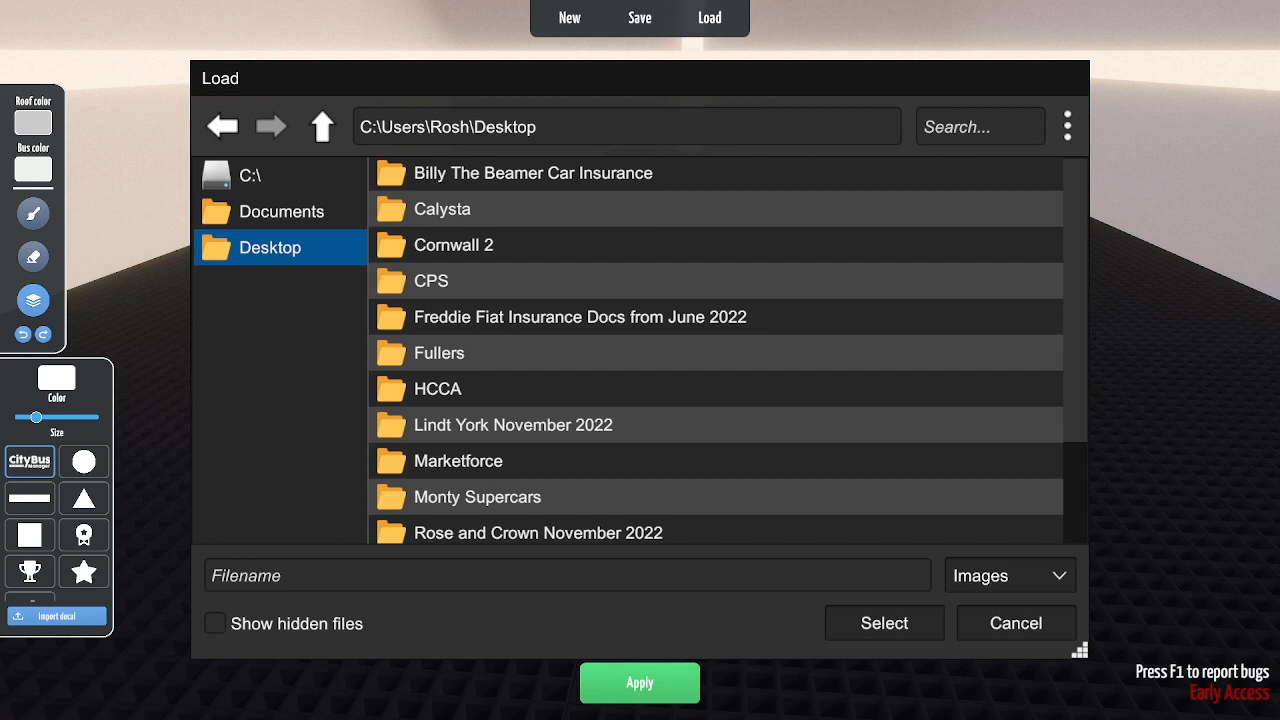 New
Save
Load
Load
C:\Users\Rosh\Desktop
Search...
C:\
Documents
Desktop
Billy The Beamer Car Insurance
Calysta
Cornwall 2
CPS
Freddie Fiat Insurance Docs from June 2022
Fullers
HCCA
Lindt York November 2022
Marketforce
Monty Supercars
Rose and Crown November 2022
Filename
Images
Show hidden files
Select
Cancel
Roof color
Bus color
Color
Size
CityBus
Manager
Import decal
Apply
Press F1 to report bugs
Early Access